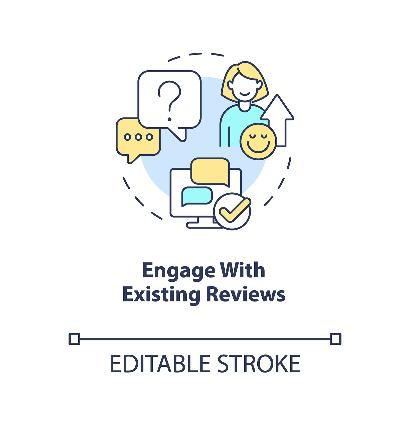 ?
Engage With
Existing Reviews
EDITABLE STROKE